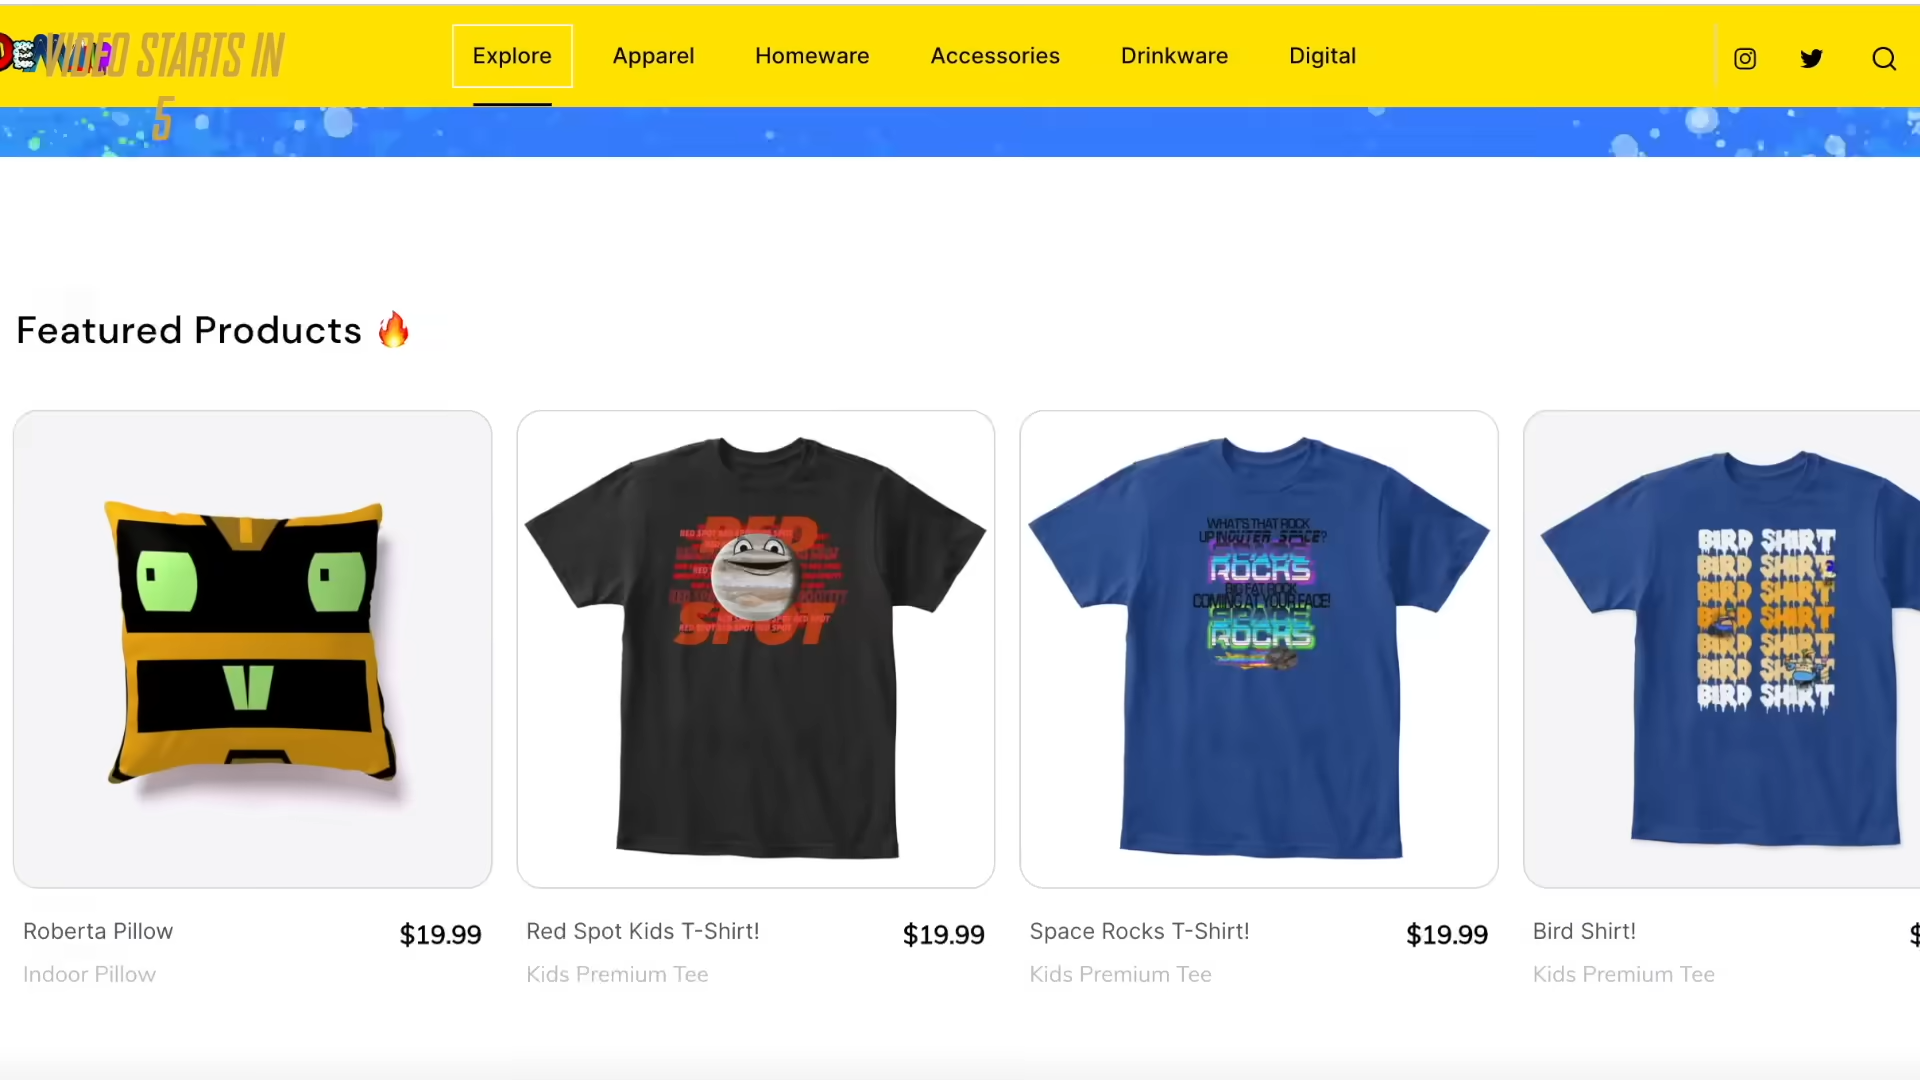 VIDEO STARTS IN
5
Explore
Apparel
Homeware
Accessories
Drinkware
Digital
Featured Products 🔥
RED
SPOT
WHAT'S THAT ROCK
UP IN OUTER SPACE?
SPACE
ROCKS
BIG FAT ROCK
COMING AT YOUR FACE!
SPACE
ROCKS
BIRD SHIRT
BIRD SHIRT
BIRD SHIRT
BIRD SHIRT
BIRD SHIRT
BIRD SHIRT
BIRD SHIRT
Roberta Pillow
$19.99
Indoor Pillow
Red Spot Kids T-Shirt!
$19.99
Kids Premium Tee
Space Rocks T-Shirt!
$19.99
Kids Premium Tee
Bird Shirt!
$
Kids Premium Tee